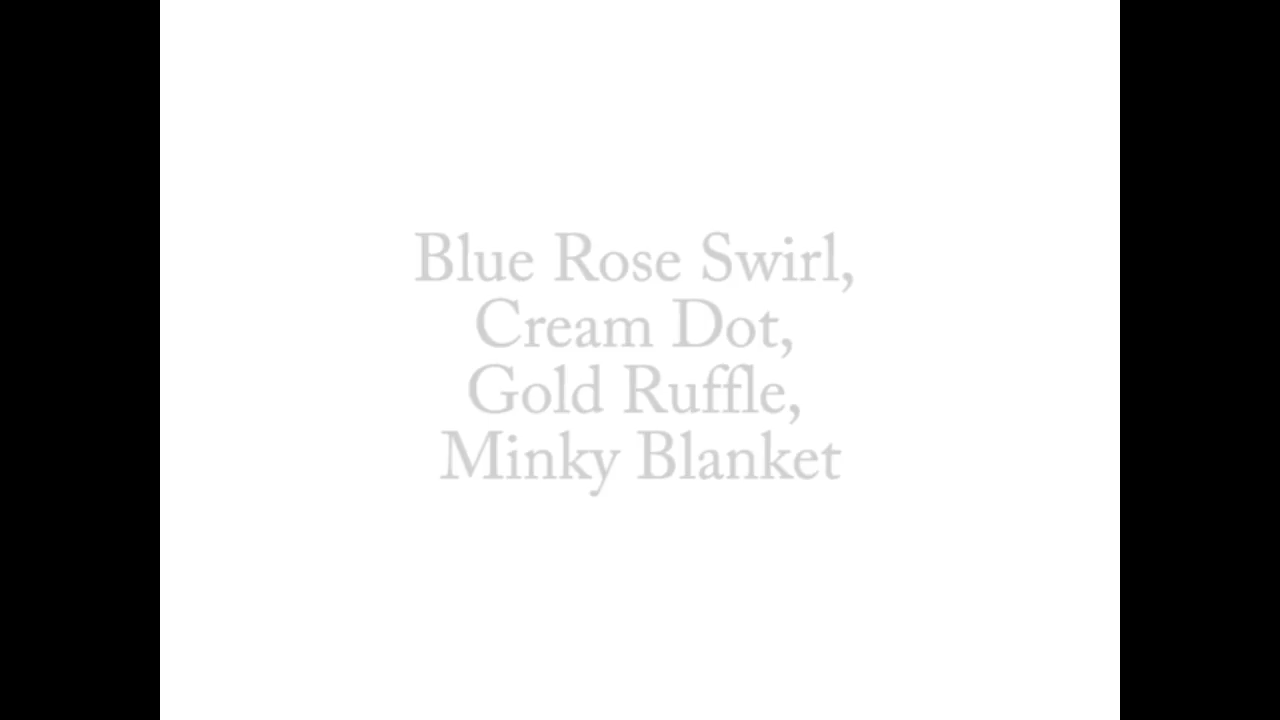 Blue Rose Swirl,
Cream Dot,
Gold Ruffle,
Minky Blanket